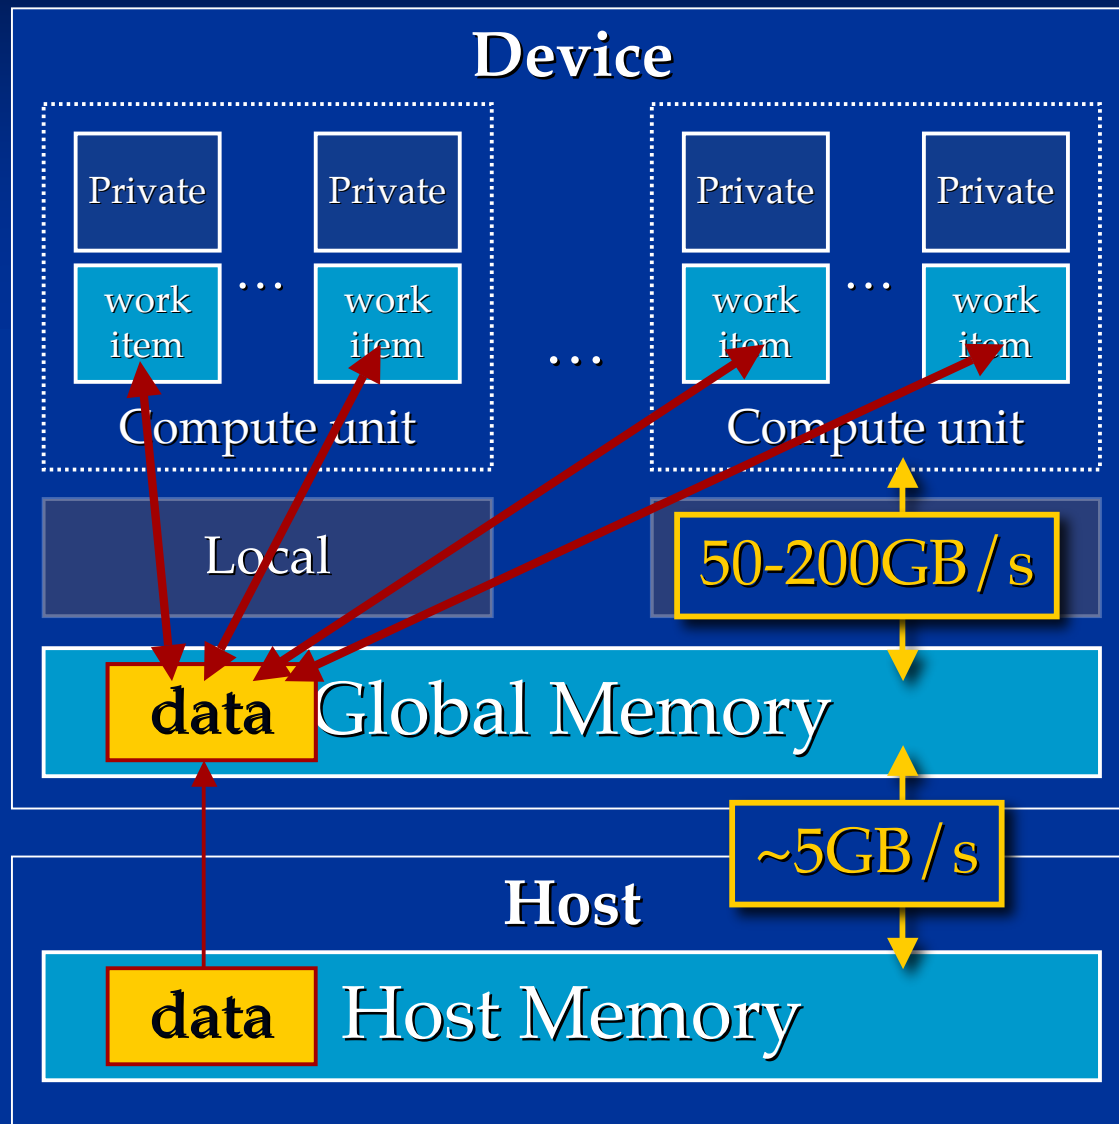 Device
Private
Private
Private
Private
work
item
...
work
item
work
item
...
work
item
...
Compute unit
Compute unit
Local
50-200GB/s
data
Global Memory
~5GB/s
Host
data
Host Memory